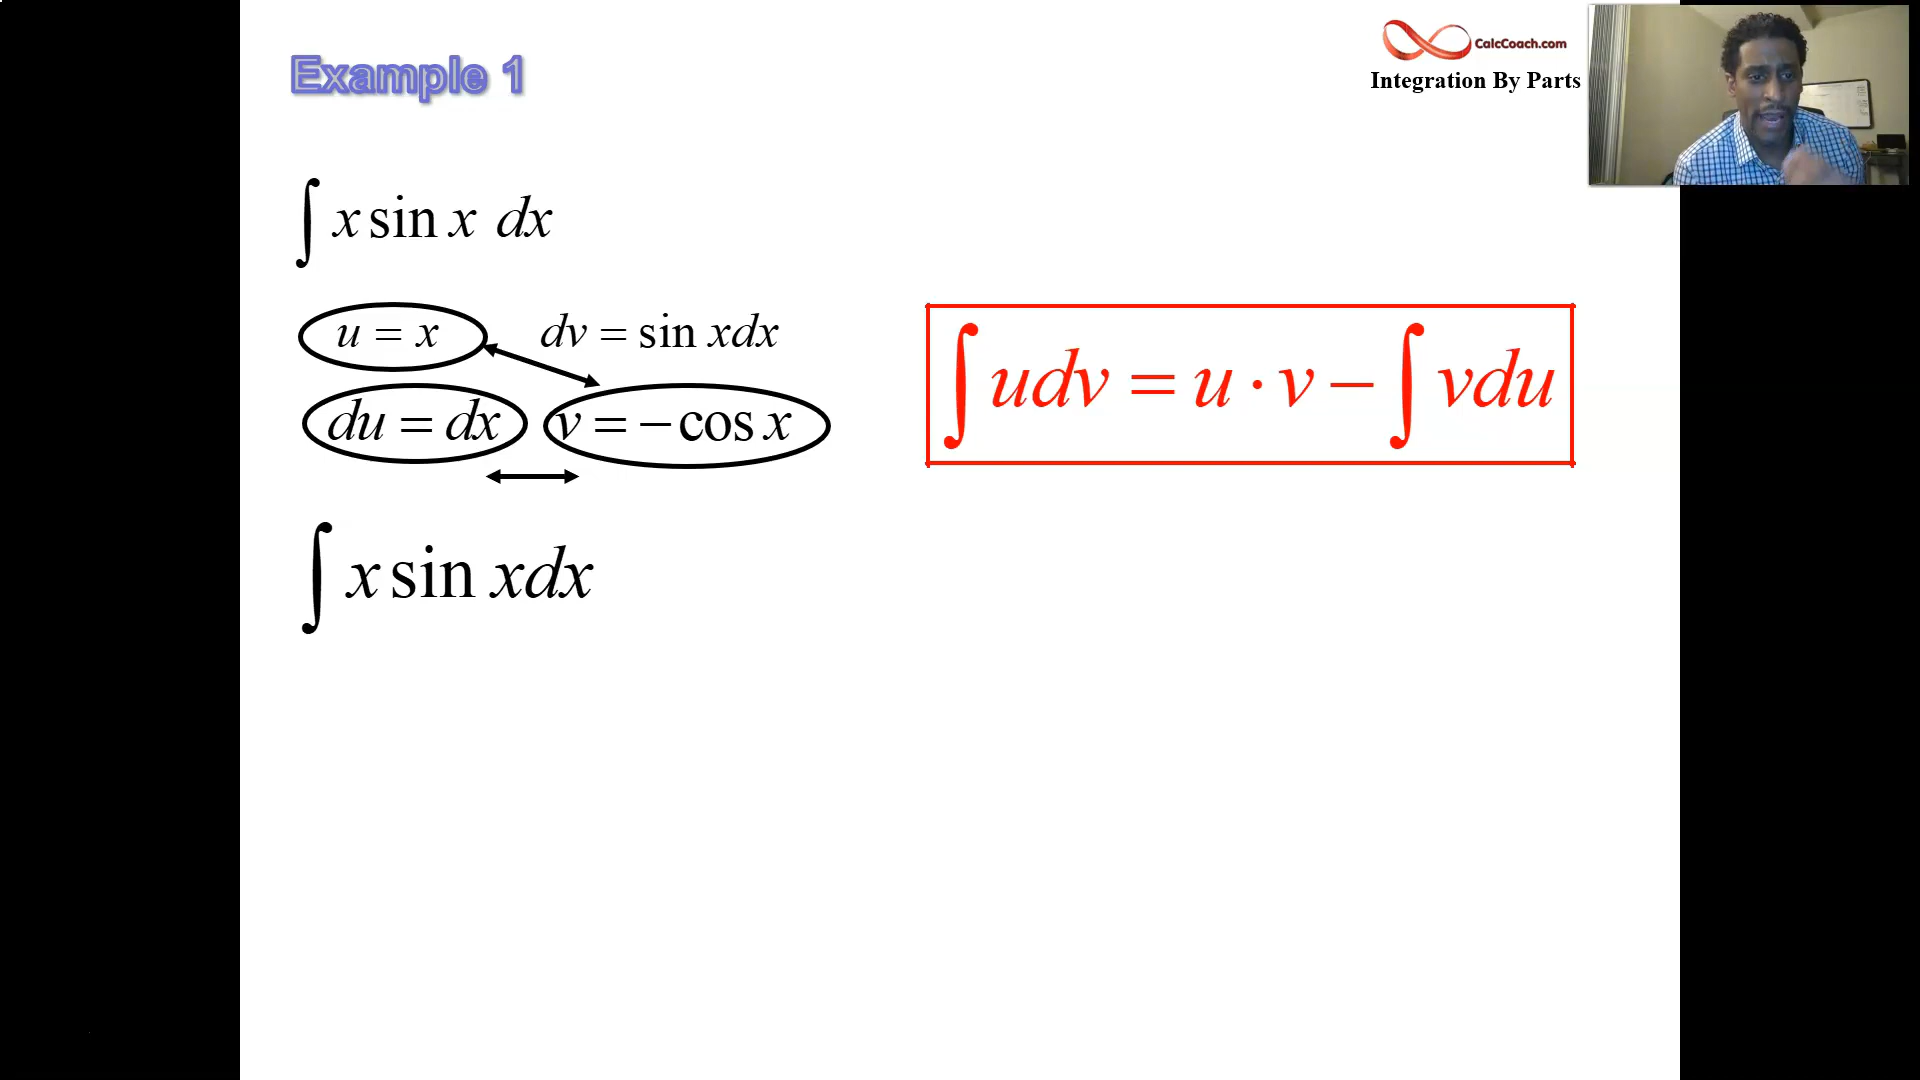 Example 1
CalcCoach.com
Integration By Parts
∫ x sin x dx
u = x dv = sin xdx
du = dx v = −cos x
∫ udv = u · v − ∫ vdu
∫ x sin xdx